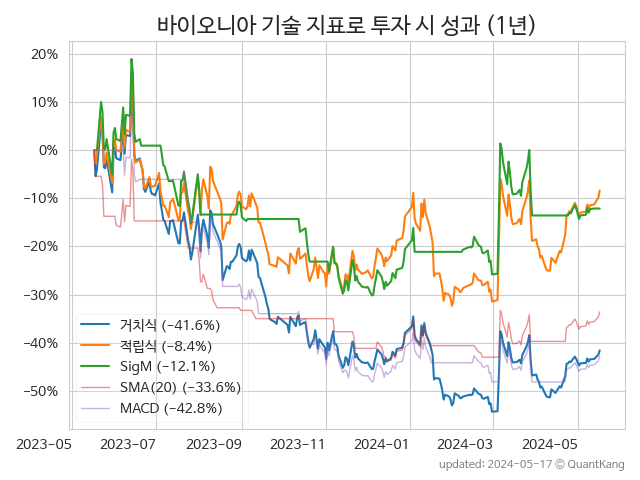 바이오니아 기술 지표로 투자 시 성과 (1년)
20%
10%
0%
−10%
−20%
−30%
−40%
−50%
거치식 (−41.6%)
적립식 (−8.4%)
SigM (−12.1%)
SMA(20) (−33.6%)
MACD (−42.8%)
2023-05 2023-07 2023-09 2023-11 2024-01 2024-03 2024-05
updated: 2024-05-17 © QuantKang